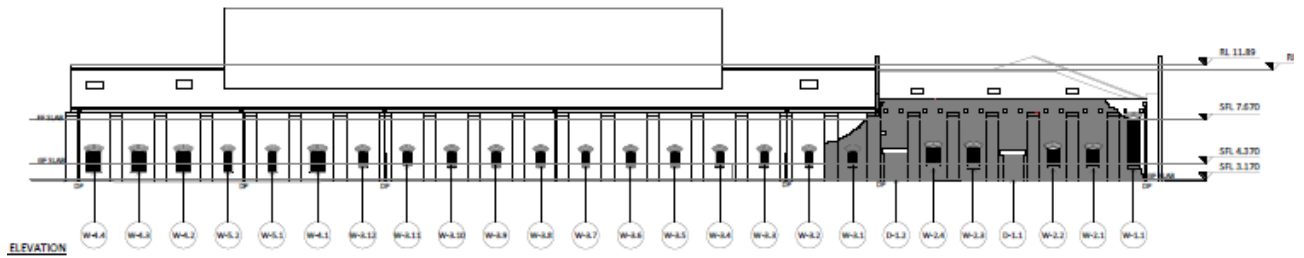 RL 11.89
SFL 7.670
SFL 4.370
SFL 3.170
DP DP DP DP DP DP
W-4.4 W-4.3 W-4.2 W-5.2 W-5.1 W-4.1 W-3.12 W-3.11 W-3.10 W-3.9 W-3.8 W-3.7 W-3.6 W-3.5 W-3.4 W-3.3 W-3.2 W-3.1 D-1.2 W-2.4 W-2.3 D-1.1 W-2.2 W-2.1 W-1.1
ELEVATION